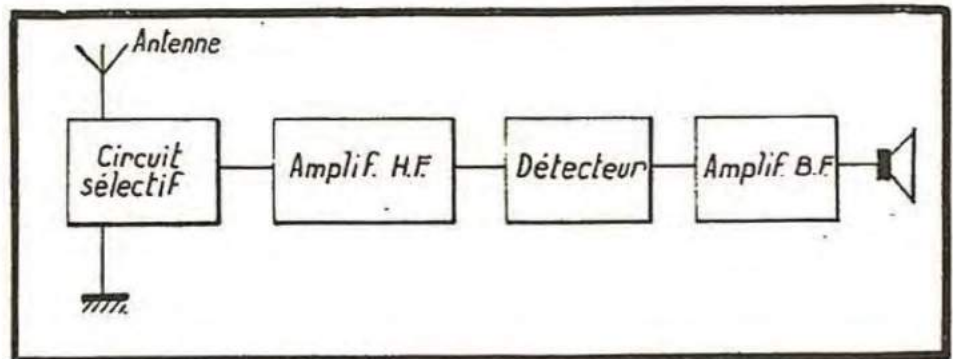 Antenne
Circuit
sélectif
Amplif. H.F.
Détecteur
Amplif. B.F.